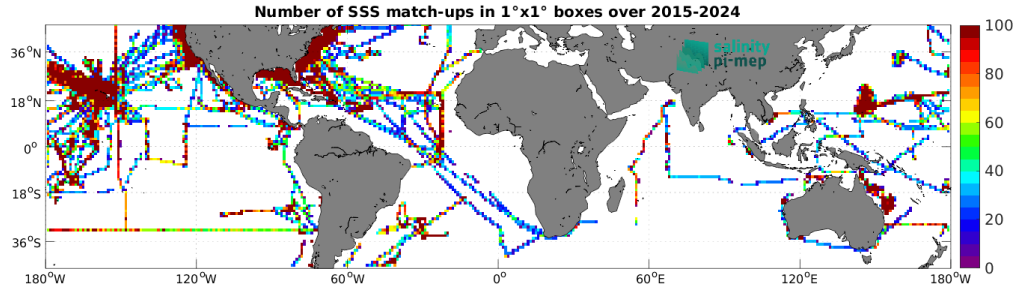 Number of SSS match-ups in 1°x1° boxes over 2015-2024
salinity
pi-mep
36°N
18°N
0°
18°S
36°S
180°W
120°W
60°W
0°
60°E
120°E
180°W
100
80
60
40
20
0